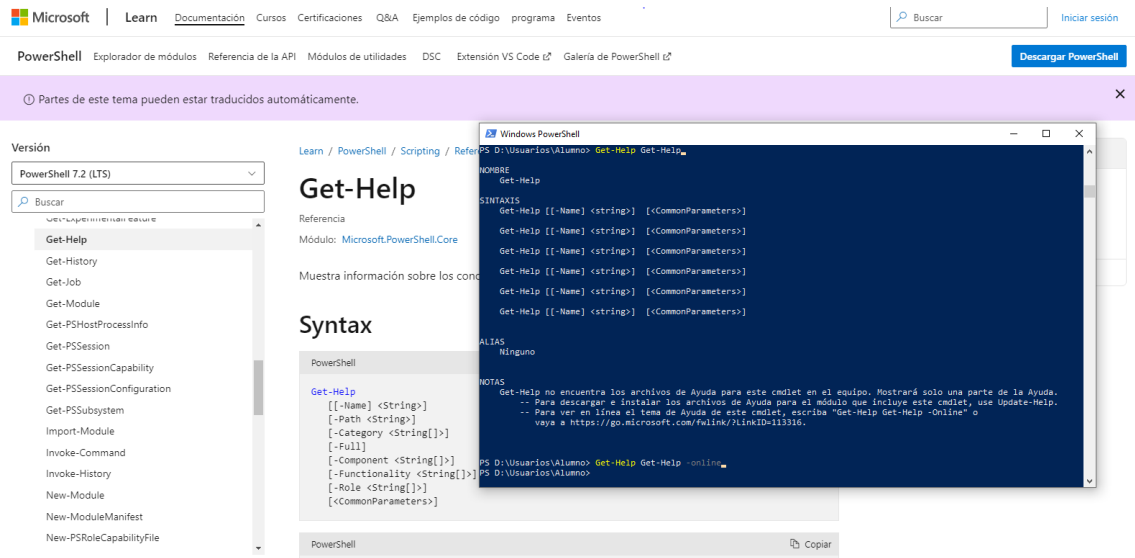 Microsoft Learn Documentación Cursos Certificaciones Q&A Ejemplos de código programa Eventos Buscar Iniciar sesión
PowerShell Explorador de módulos Referencia de la API Módulos de utilidades DSC Extensión VS Code Galería de PowerShell Descargar PowerShell
Partes de este tema pueden estar traducidos automáticamente.
Versión
PowerShell 7.2 (LTS)
Buscar
Get-ExperimentalFeature
Get-Help
Get-History
Get-Job
Get-Module
Get-PSHostProcessInfo
Get-PSSession
Get-PSSessionCapability
Get-PSSessionConfiguration
Get-PSSubsystem
Import-Module
Invoke-Command
Invoke-History
New-Module
New-ModuleManifest
New-PSRoleCapabilityFile
Learn / PowerShell / Scripting /
Get-Help
Referencia
Módulo: Microsoft.PowerShell.Core
Muestra información sobre los
Syntax
PowerShell
Get-Help
[[-Name] <String>]
[-Path <String>]
[-Category <String[]>]
[-Full]
[-Component <String[]>]
[-Functionality <String[]>]
[-Role <String[]>]
[<CommonParameters>]
PowerShell Copiar
Windows PowerShell
PS D:\Usuarios\Alumno> Get-Help Get-Help
NOMBRE
Get-Help
SINTAXIS
Get-Help [[-Name] <string>] [<CommonParameters>]
Get-Help [[-Name] <string>] [<CommonParameters>]
Get-Help [[-Name] <string>] [<CommonParameters>]
Get-Help [[-Name] <string>] [<CommonParameters>]
Get-Help [[-Name] <string>] [<CommonParameters>]
Get-Help [[-Name] <string>] [<CommonParameters>]
ALIAS
Ninguno
NOTAS
Get-Help no encuentra los archivos de Ayuda para este cmdlet en el equipo. Mostrará solo una parte de la Ayuda.
-- Para descargar e instalar los archivos de Ayuda para el módulo que incluye este cmdlet, use Update-Help.
-- Para ver en línea el tema de Ayuda de este cmdlet, escriba "Get-Help Get-Help -Online" o
vaya a https://go.microsoft.com/fwlink/?LinkID=113316.
PS D:\Usuarios\Alumno> Get-Help Get-Help -online
PS D:\Usuarios\Alumno>